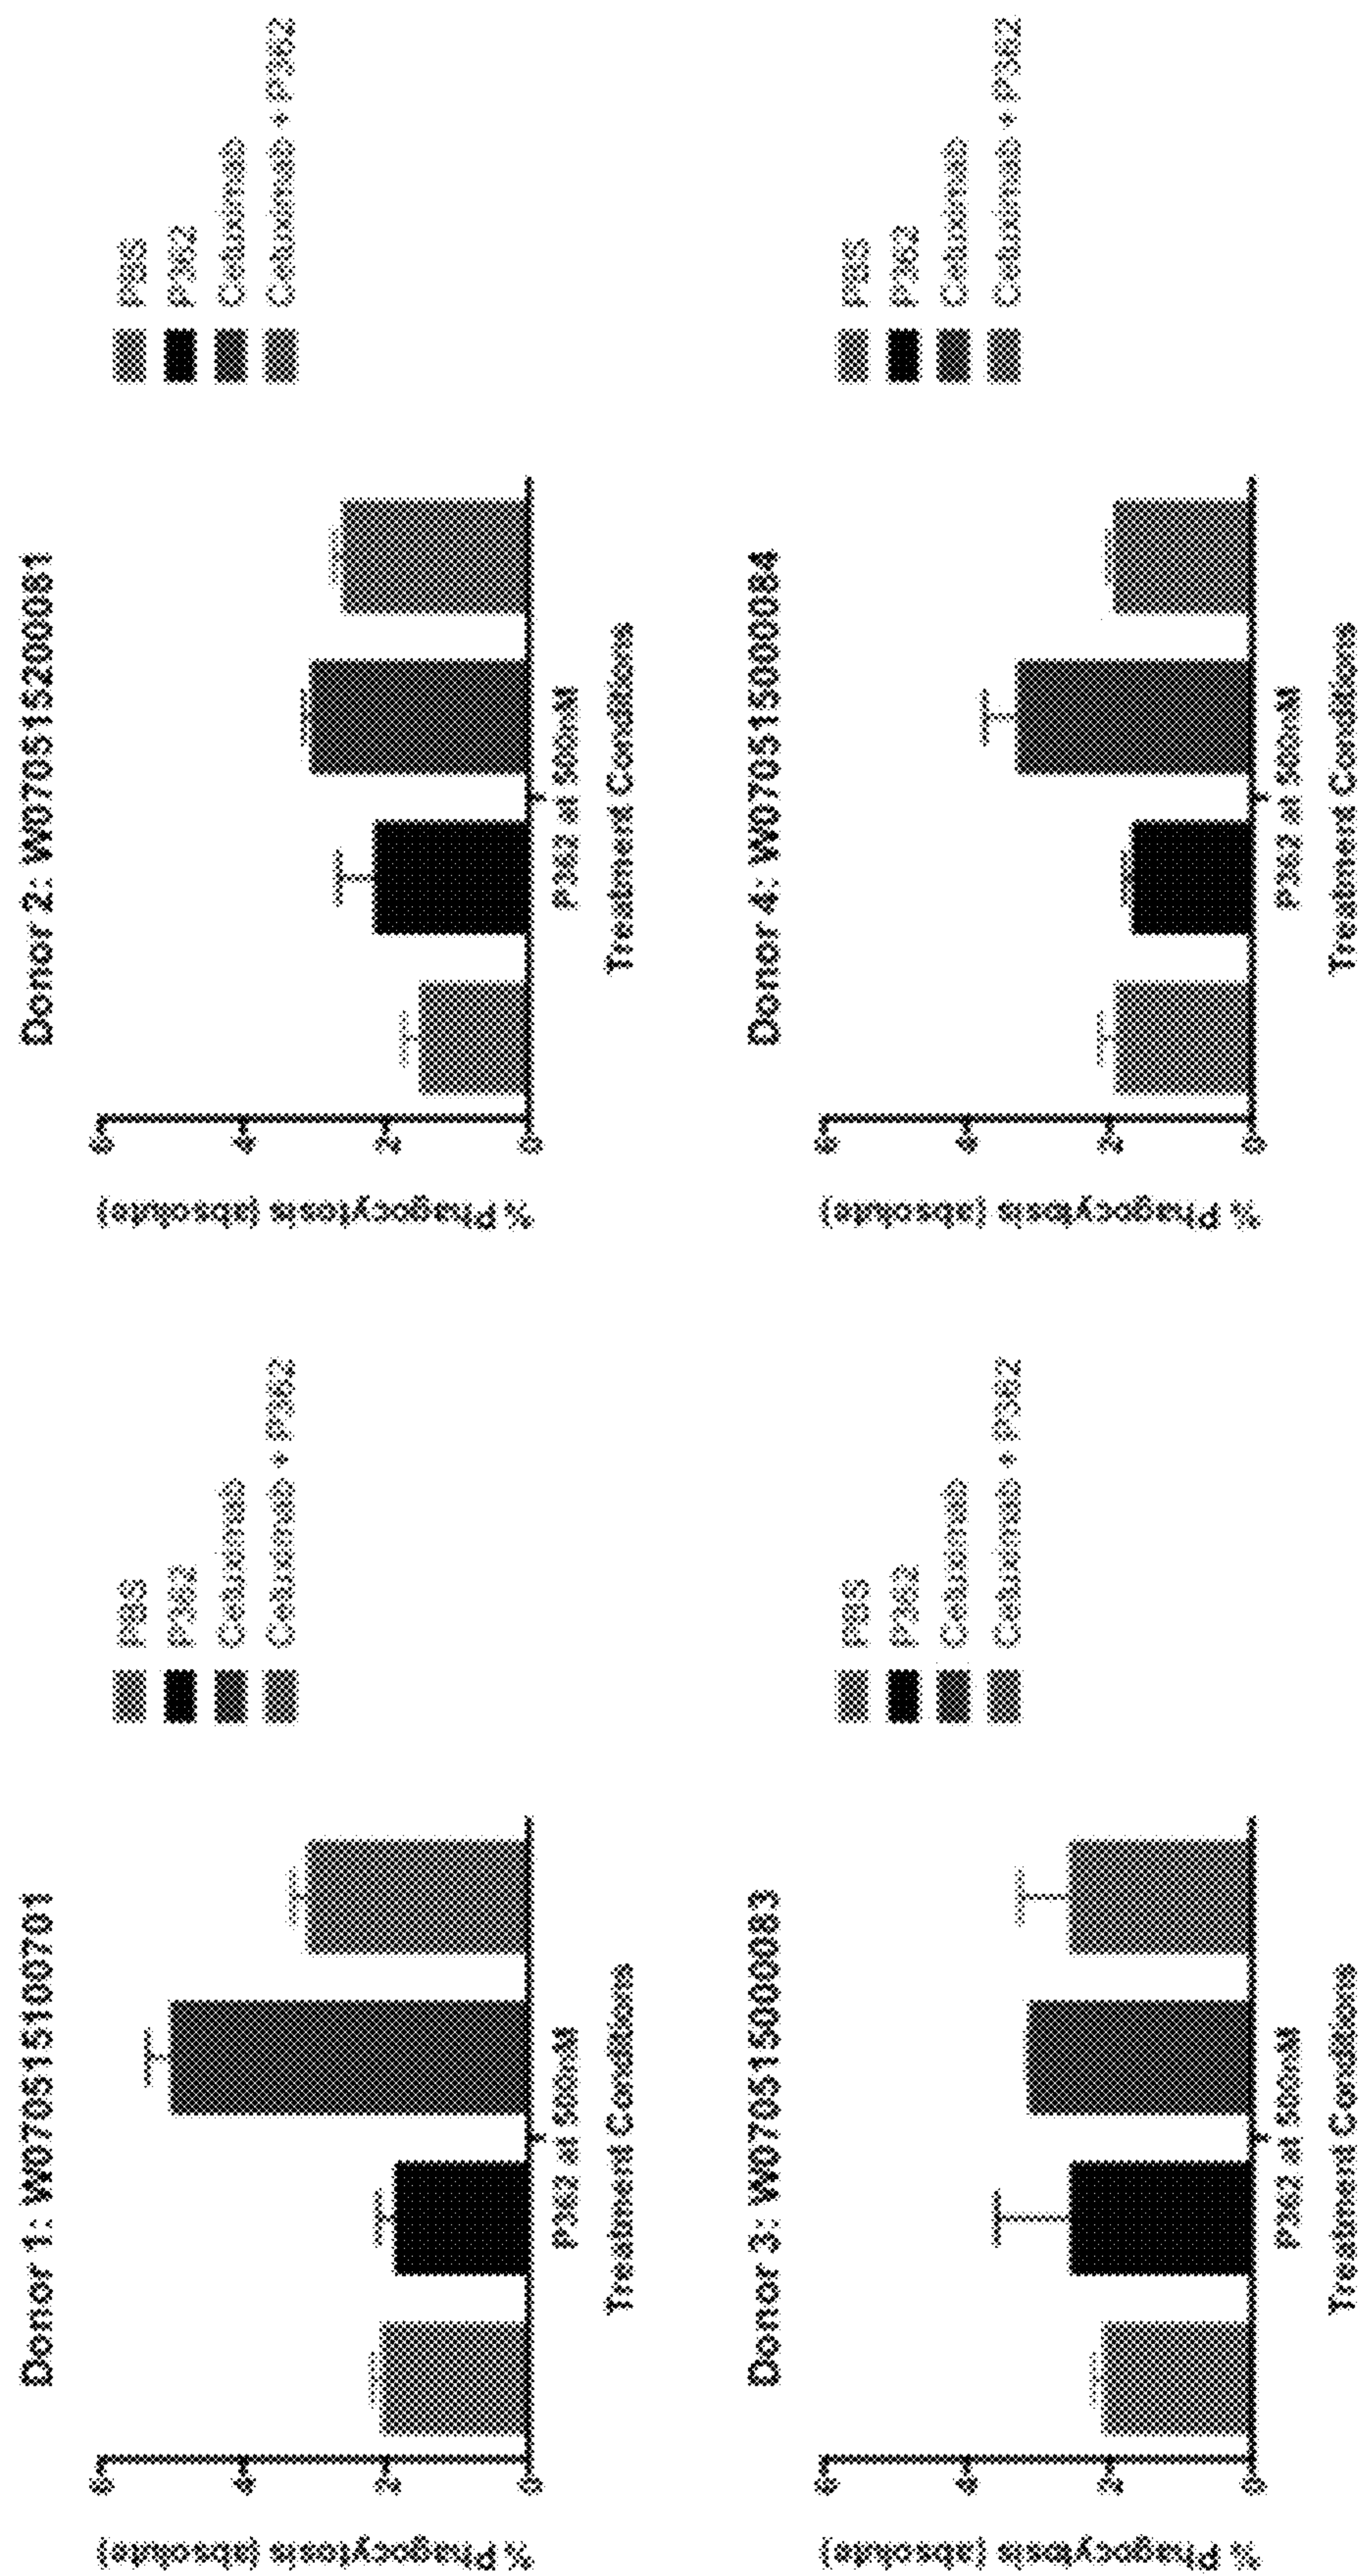 Donor 1: W070515100701
% Phagocytosis (absolute)
6
4
2
0
P362 at 500nM
Treatment Conditions
PBS
P362
Cetuximab
Cetuximab + P362
Donor 2: W070515200081
% Phagocytosis (absolute)
6
4
2
0
P362 at 500nM
Treatment Conditions
PBS
P362
Cetuximab
Cetuximab + P362
Donor 3: W070515000083
% Phagocytosis (absolute)
6
4
2
0
P362 at 500nM
Treatment Conditions
PBS
P362
Cetuximab
Cetuximab + P362
Donor 4: W070515000084
% Phagocytosis (absolute)
6
4
2
0
P362 at 500nM
Treatment Conditions
PBS
P362
Cetuximab
Cetuximab + P362